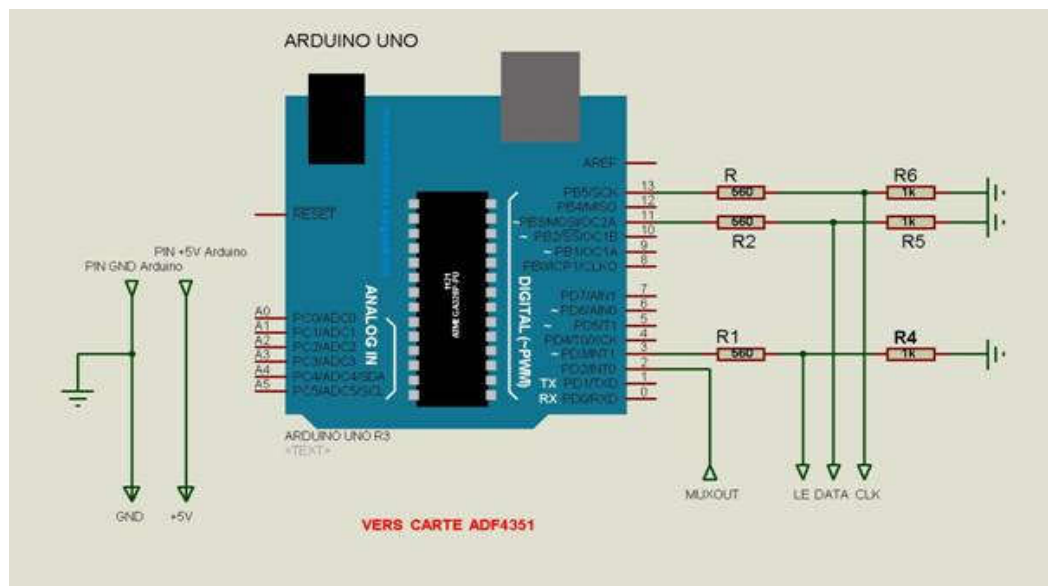 ARDUINO UNO
AREF
RESET
13
PB5/SCK
12
PB4/MISO
11
~PB3/MOSI/OC2A
10
~PB2/SS/OC1B
9
~PB1/OC1A
8
PB0/ICP1/CLKO
7
PD7/AIN1
6
~PD6/AIN0
5
~PD5/T1
4
PD4/T0/XCK
3
~PD3/INT1
2
PD2/INT0
1
TX PD1/TXD
0
RX PD0/RXD
A0
PC0/ADC0
A1
PC1/ADC1
A2
PC2/ADC2
A3
PC3/ADC3
A4
PC4/ADC4/SDA
A5
PC5/ADC5/SCL
ANALOG IN
DIGITAL (~PWM)
1121
ATMEGA328P-PU
ARDUINO UNO R3
<TEXT>
PIN +5V Arduino
PIN GND Arduino
GND
+5V
R
560
R6
1k
560
R2
1k
R5
R1
560
R4
1k
MUXOUT
LE DATA CLK
VERS CARTE ADF4351